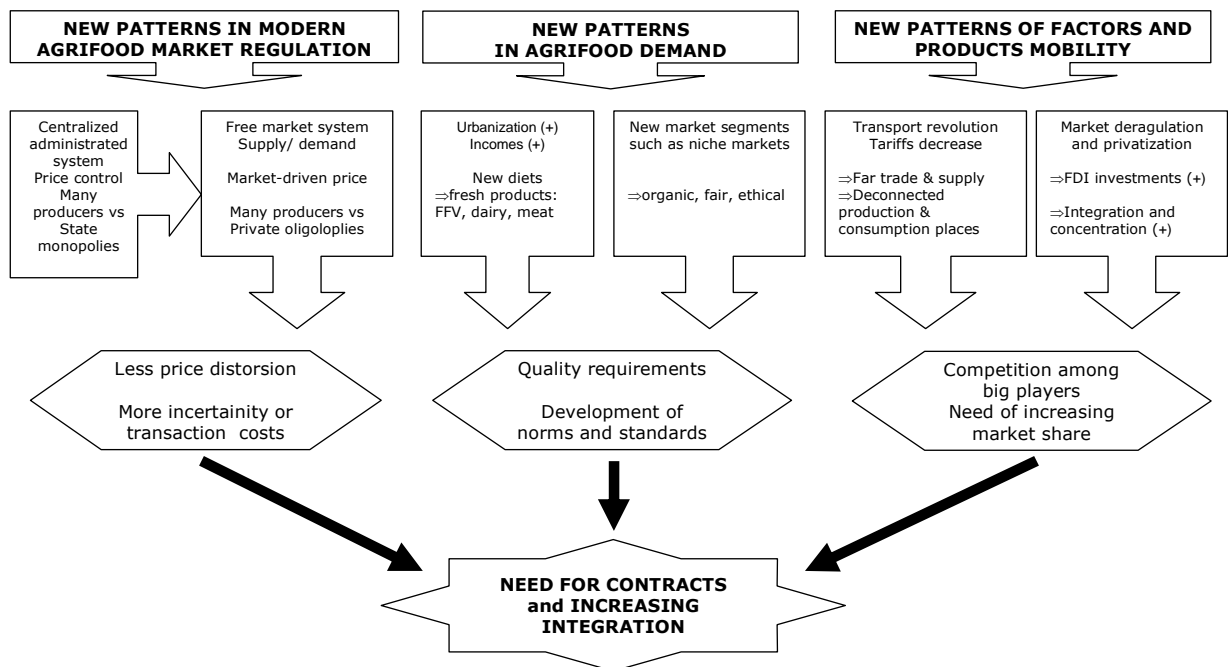 NEW PATTERNS IN MODERN
AGRIFOOD MARKET REGULATION
NEW PATTERNS
IN AGRIFOOD DEMAND
NEW PATTERNS OF FACTORS AND
PRODUCTS MOBILITY
Centralized
administrated
system
Price control
Many
producers vs
State
monopolies
Free market system
Supply/ demand
Market-driven price
Many producers vs
Private oligoloplies
Urbanization (+)
Incomes (+)
New diets
⇒fresh products:
FFV, dairy, meat
New market segments
such as niche markets
⇒organic, fair, ethical
Transport revolution
Tariffs decrease
⇒Far trade & supply
⇒Deconnected
production &
consumption places
Market deragulation
and privatization
⇒FDI investments (+)
⇒Integration and
concentration (+)
Less price distorsion
More incertainity or
transaction costs
Quality requirements
Development of
norms and standards
Competition among
big players
Need of increasing
market share
NEED FOR CONTRACTS
and INCREASING
INTEGRATION